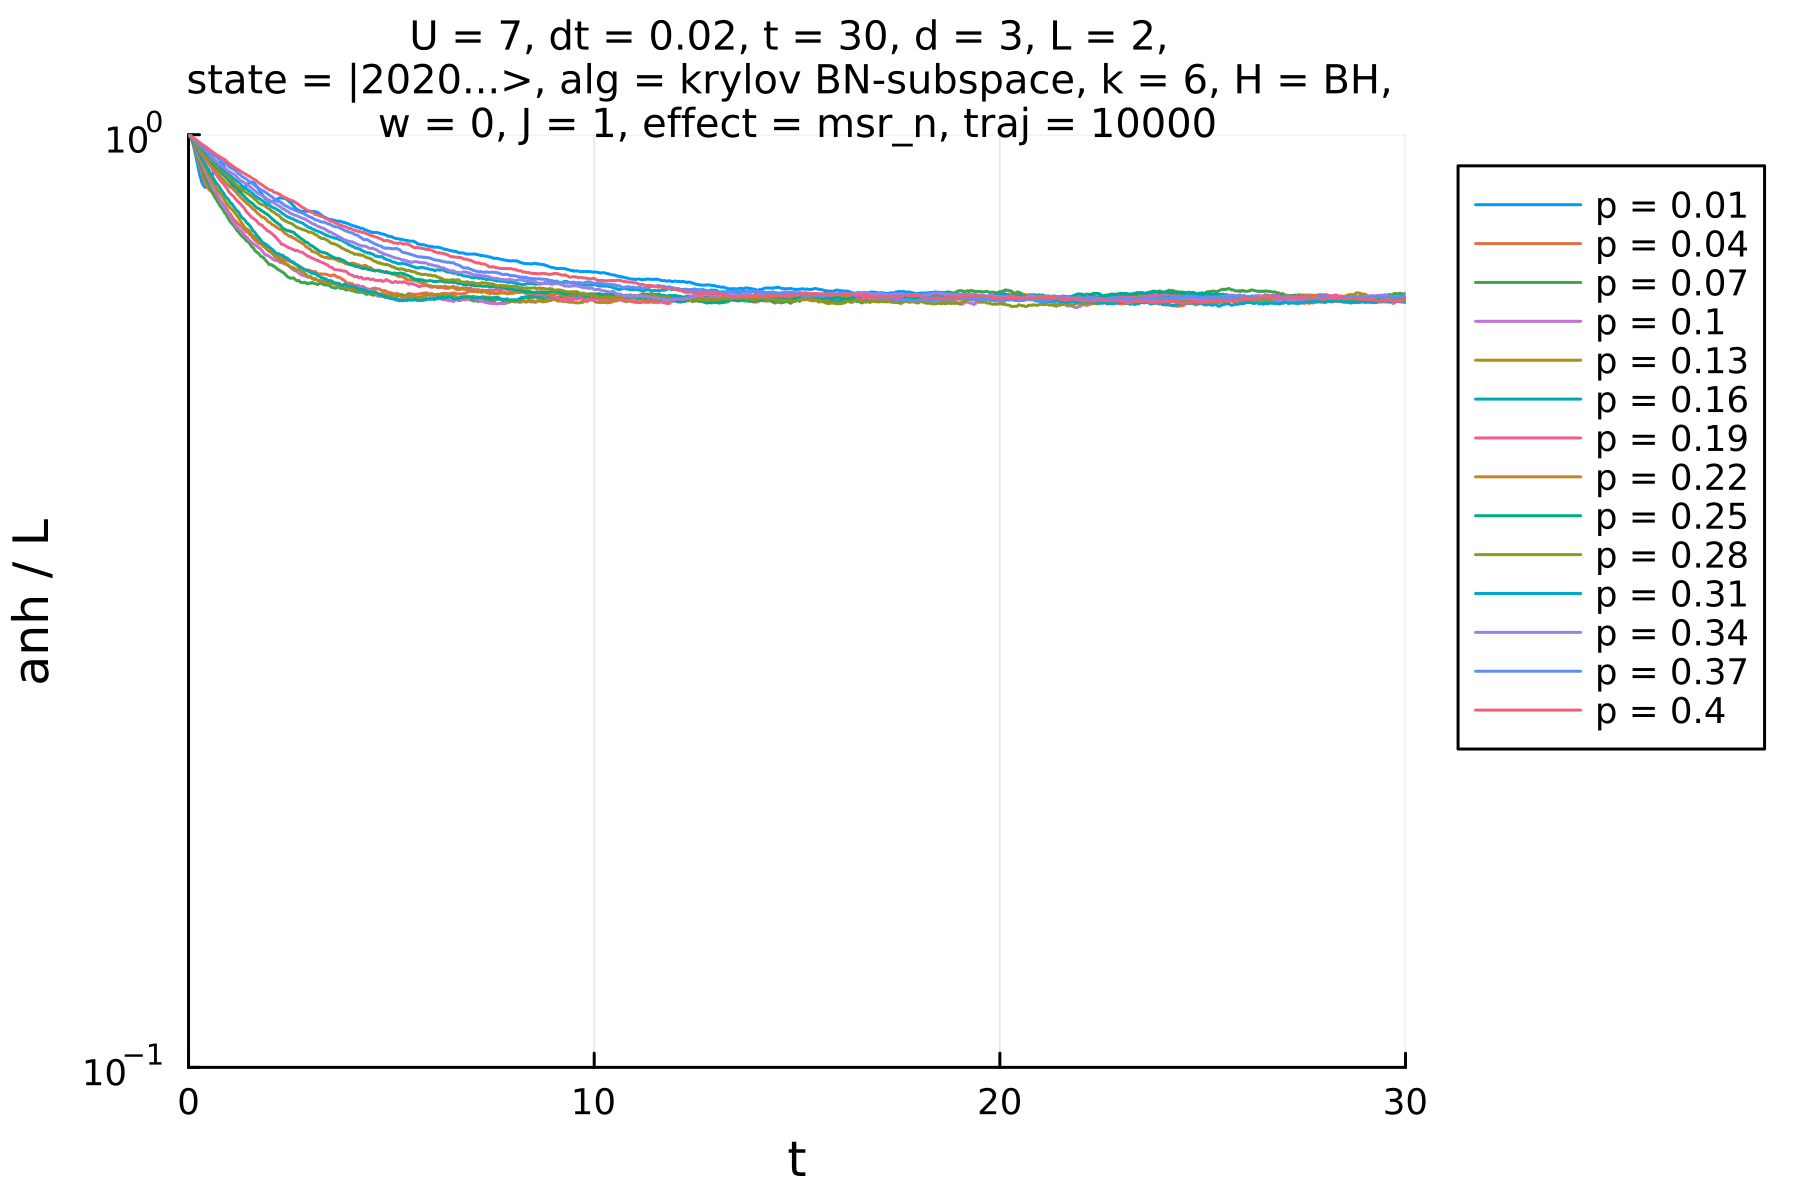 U = 7, dt = 0.02, t = 30, d = 3, L = 2,
state = |2020...>, alg = krylov BN-subspace, k = 6, H = BH,
w = 0, J = 1, effect = msr_n, traj = 10000
10⁰
p = 0.01
p = 0.04
p = 0.07
p = 0.1
p = 0.13
p = 0.16
p = 0.19
p = 0.22
p = 0.25
p = 0.28
p = 0.31
p = 0.34
p = 0.37
p = 0.4
anh / L
10⁻¹
0 10 20 30
t